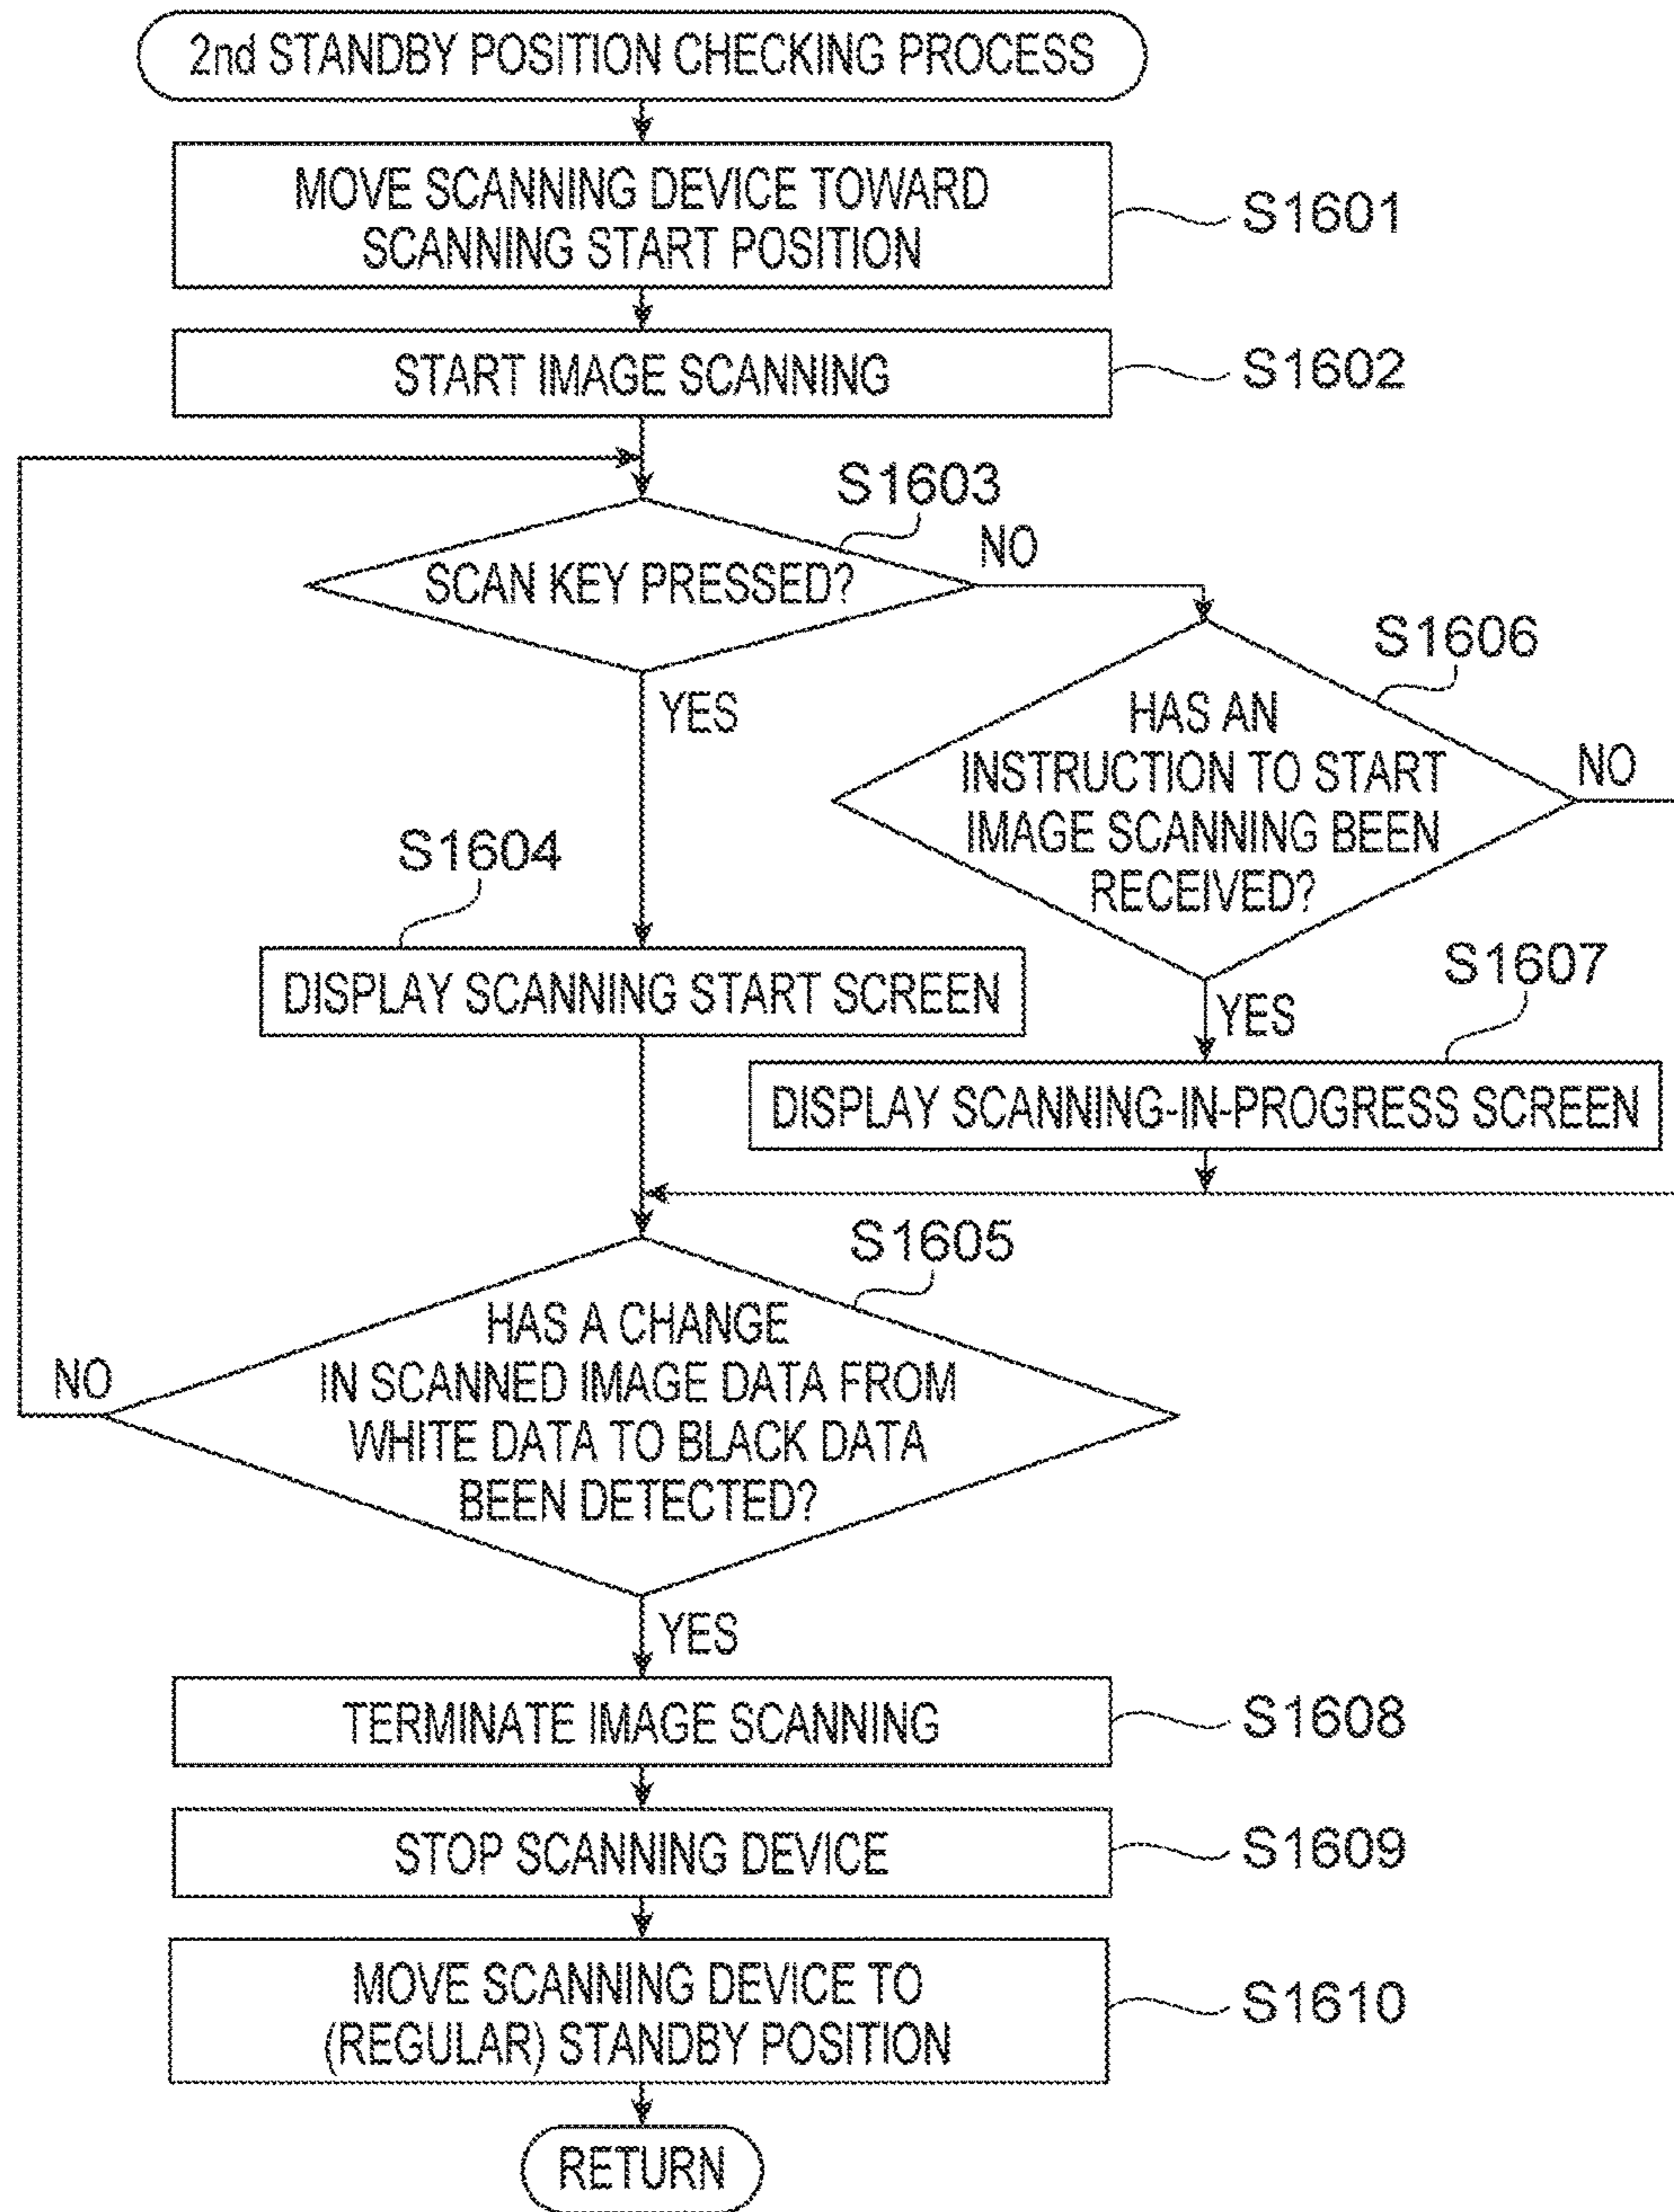 2nd STANDBY POSITION CHECKING PROCESS
MOVE SCANNING DEVICE TOWARD
SCANNING START POSITION
S1601
START IMAGE SCANNING
S1602
S1603
SCAN KEY PRESSED?
NO
YES
S1606
HAS AN
INSTRUCTION TO START
IMAGE SCANNING BEEN
RECEIVED?
NO
YES
S1604
DISPLAY SCANNING START SCREEN
S1607
DISPLAY SCANNING-IN-PROGRESS SCREEN
S1605
HAS A CHANGE
IN SCANNED IMAGE DATA FROM
WHITE DATA TO BLACK DATA
BEEN DETECTED?
NO
YES
TERMINATE IMAGE SCANNING
S1608
STOP SCANNING DEVICE
S1609
MOVE SCANNING DEVICE TO
(REGULAR) STANDBY POSITION
S1610
RETURN